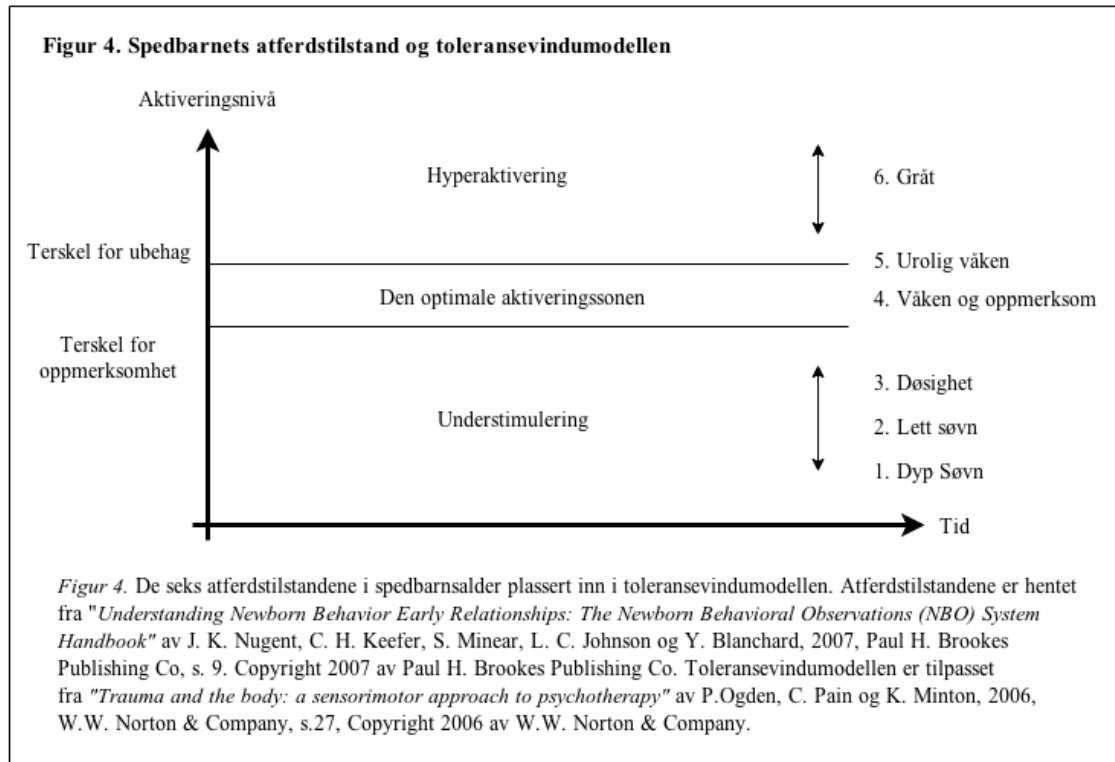 Figur 4. Spedbarnets atferdstilstand og toleransevindumodellen
Aktiveringsnivå
Hyperaktivering
6. Gråt
Terskel for ubehag
5. Urolig våken
Den optimale aktiveringssonen
4. Våken og oppmerksom
Terskel for
oppmerksomhet
3. Døsighet
Understimulering
2. Lett søvn
1. Dyp Søvn
Tid
Figur 4. De seks atferdstilstandene i spedbarnsalder plassert inn i toleransevindumodellen. Atferdstilstandene er hentet
fra "Understanding Newborn Behavior Early Relationships: The Newborn Behavioral Observations (NBO) System
Handbook" av J. K. Nugent, C. H. Keefer, S. Minear, L. C. Johnson og Y. Blanchard, 2007, Paul H. Brookes
Publishing Co, s. 9. Copyright 2007 av Paul H. Brookes Publishing Co. Toleransevindumodellen er tilpasset
fra "Trauma and the body: a sensorimotor approach to psychotherapy" av P.Ogden, C. Pain og K. Minton, 2006,
W.W. Norton & Company, s.27, Copyright 2006 av W.W. Norton & Company.